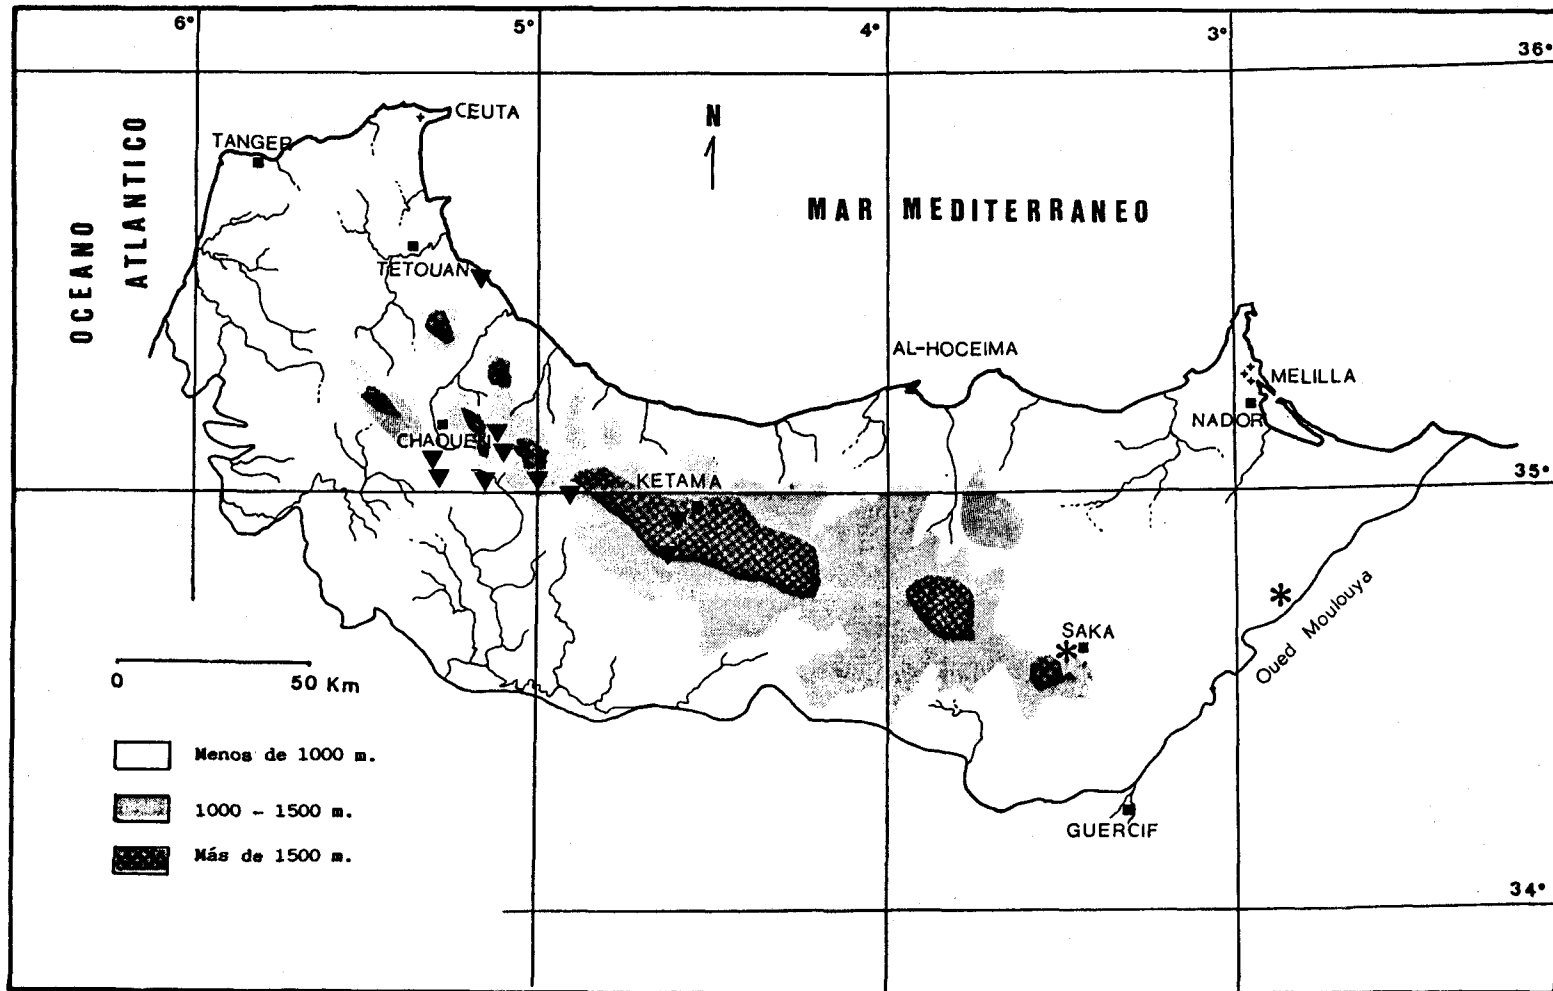 6°
5°
4°
3°
36°
CEUTA
TANGER
N
OCEANO
ATLANTICO
MAR MEDITERRANEO
TETOUAN
AL-HOCEIMA
MELILLA
NADOR
CHAOUEN
35°
KETAMA
SAKA
Oued Moulouya
0 50 Km
Menos de 1000 m.
1000 - 1500 m.
Más de 1500 m.
GUERCIF
34°